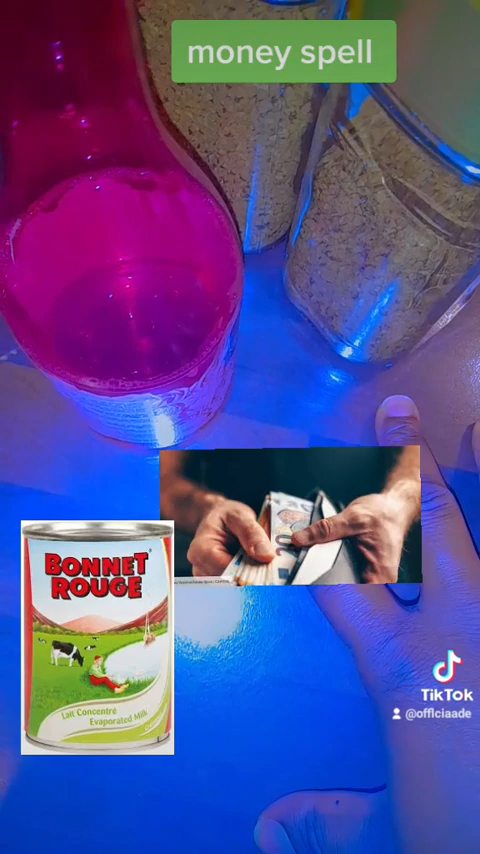 money spell
BONNET
ROUGE
Lait Concentré
Evaporated Milk
TikTok
@officiaade